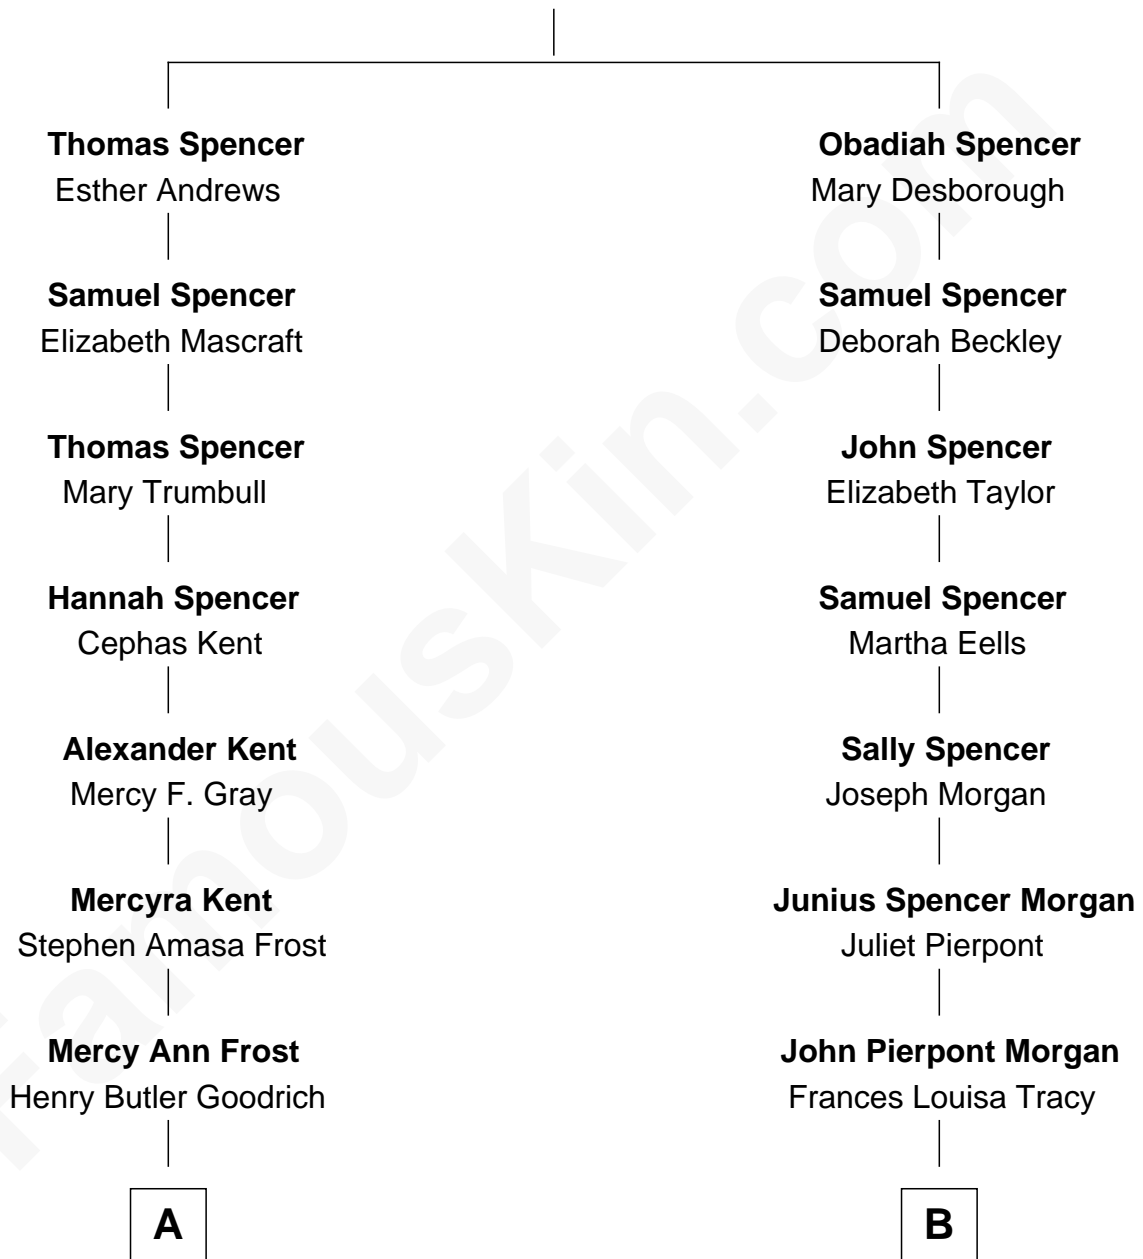 Thomas Spencer
Esther Andrews
Samuel Spencer
Elizabeth Mascraft
Thomas Spencer
Mary Trumbull
Hannah Spencer
Cephas Kent
Alexander Kent
Mercy F. Gray
Mercyra Kent
Stephen Amasa Frost
Mercy Ann Frost
Henry Butler Goodrich
A
Obadiah Spencer
Mary Desborough
Samuel Spencer
Deborah Beckley
John Spencer
Elizabeth Taylor
Samuel Spencer
Martha Eells
Sally Spencer
Joseph Morgan
Junius Spencer Morgan
Juliet Pierpont
John Pierpont Morgan
Frances Louisa Tracy
B
FamousKin.com